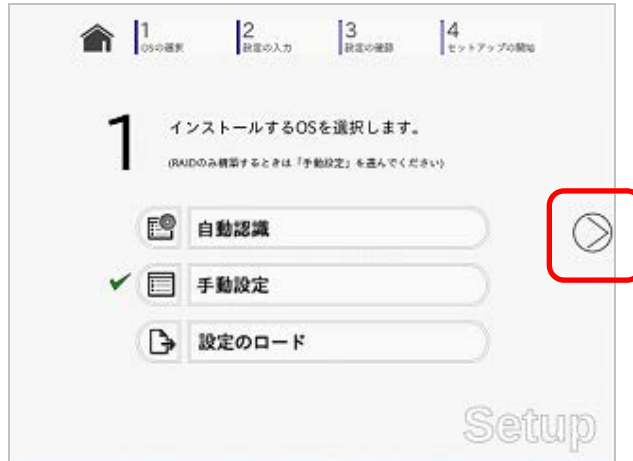 1
OSの選択
2
設定の入力
3
設定の確認
4
セットアップの開始
1
インストールするOSを選択します。
(RAIDのみ構築するときは「手動設定」を選んでください)
自動認識
手動設定
設定のロード
Setup